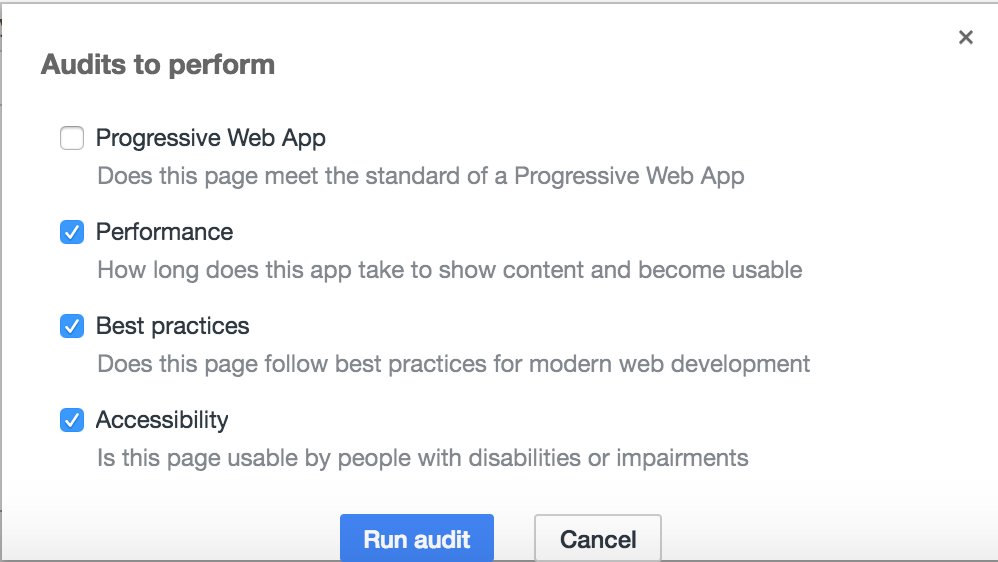 Audits to perform
Progressive Web App
Does this page meet the standard of a Progressive Web App
Performance
How long does this app take to show content and become usable
Best practices
Does this page follow best practices for modern web development
Accessibility
Is this page usable by people with disabilities or impairments
Run audit Cancel